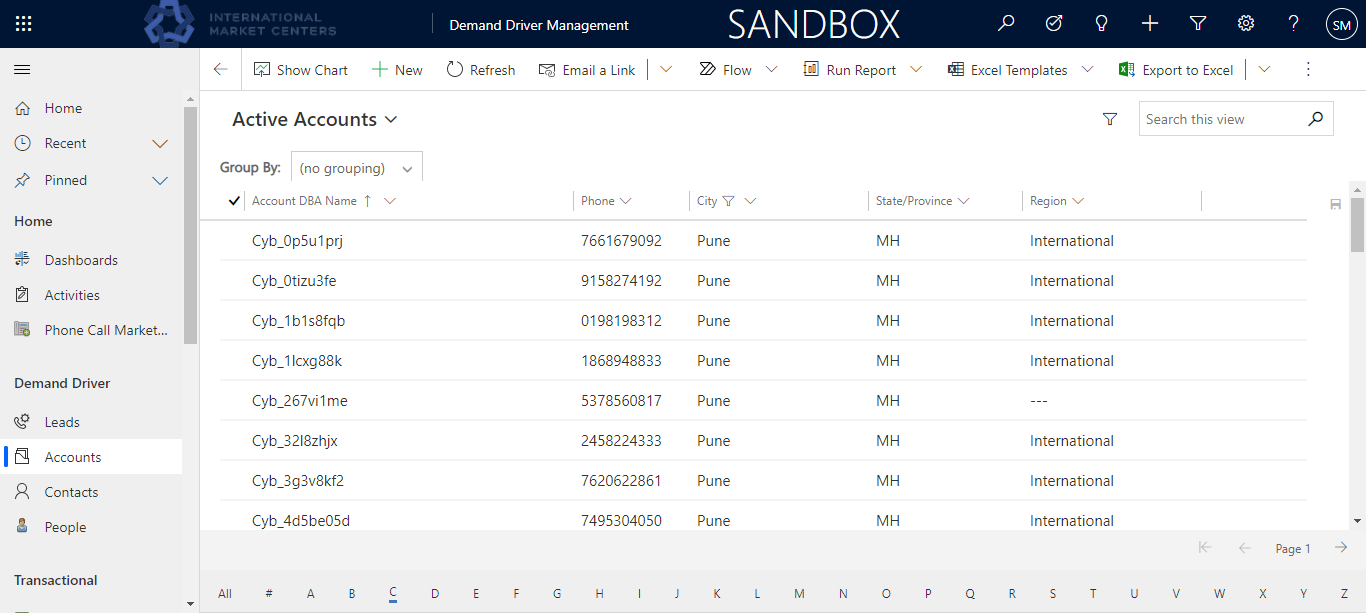 INTERNATIONAL
MARKET CENTERS
Demand Driver Management
SANDBOX
SM
Show Chart
New
Refresh
Email a Link
Flow
Run Report
Excel Templates
Export to Excel
Home
Recent
Pinned
Home
Dashboards
Activities
Phone Call Market...
Demand Driver
Leads
Accounts
Contacts
People
Transactional
Active Accounts
Search this view
Group By: (no grouping)
Account DBA Name Phone City State/Province Region
Cyb_0p5u1prj 7661679092 Pune MH International
Cyb_0tizu3fe 9158274192 Pune MH International
Cyb_1b1s8fqb 0198198312 Pune MH International
Cyb_1lcxg88k 1868948833 Pune MH International
Cyb_267vi1me 5378560817 Pune MH ---
Cyb_32l8zhjx 2458224333 Pune MH International
Cyb_3g3v8kf2 7620622861 Pune MH International
Cyb_4d5be05d 7495304050 Pune MH International
Page 1
All # A B C D E F G H I J K L M N O P Q R S T U V W X Y Z